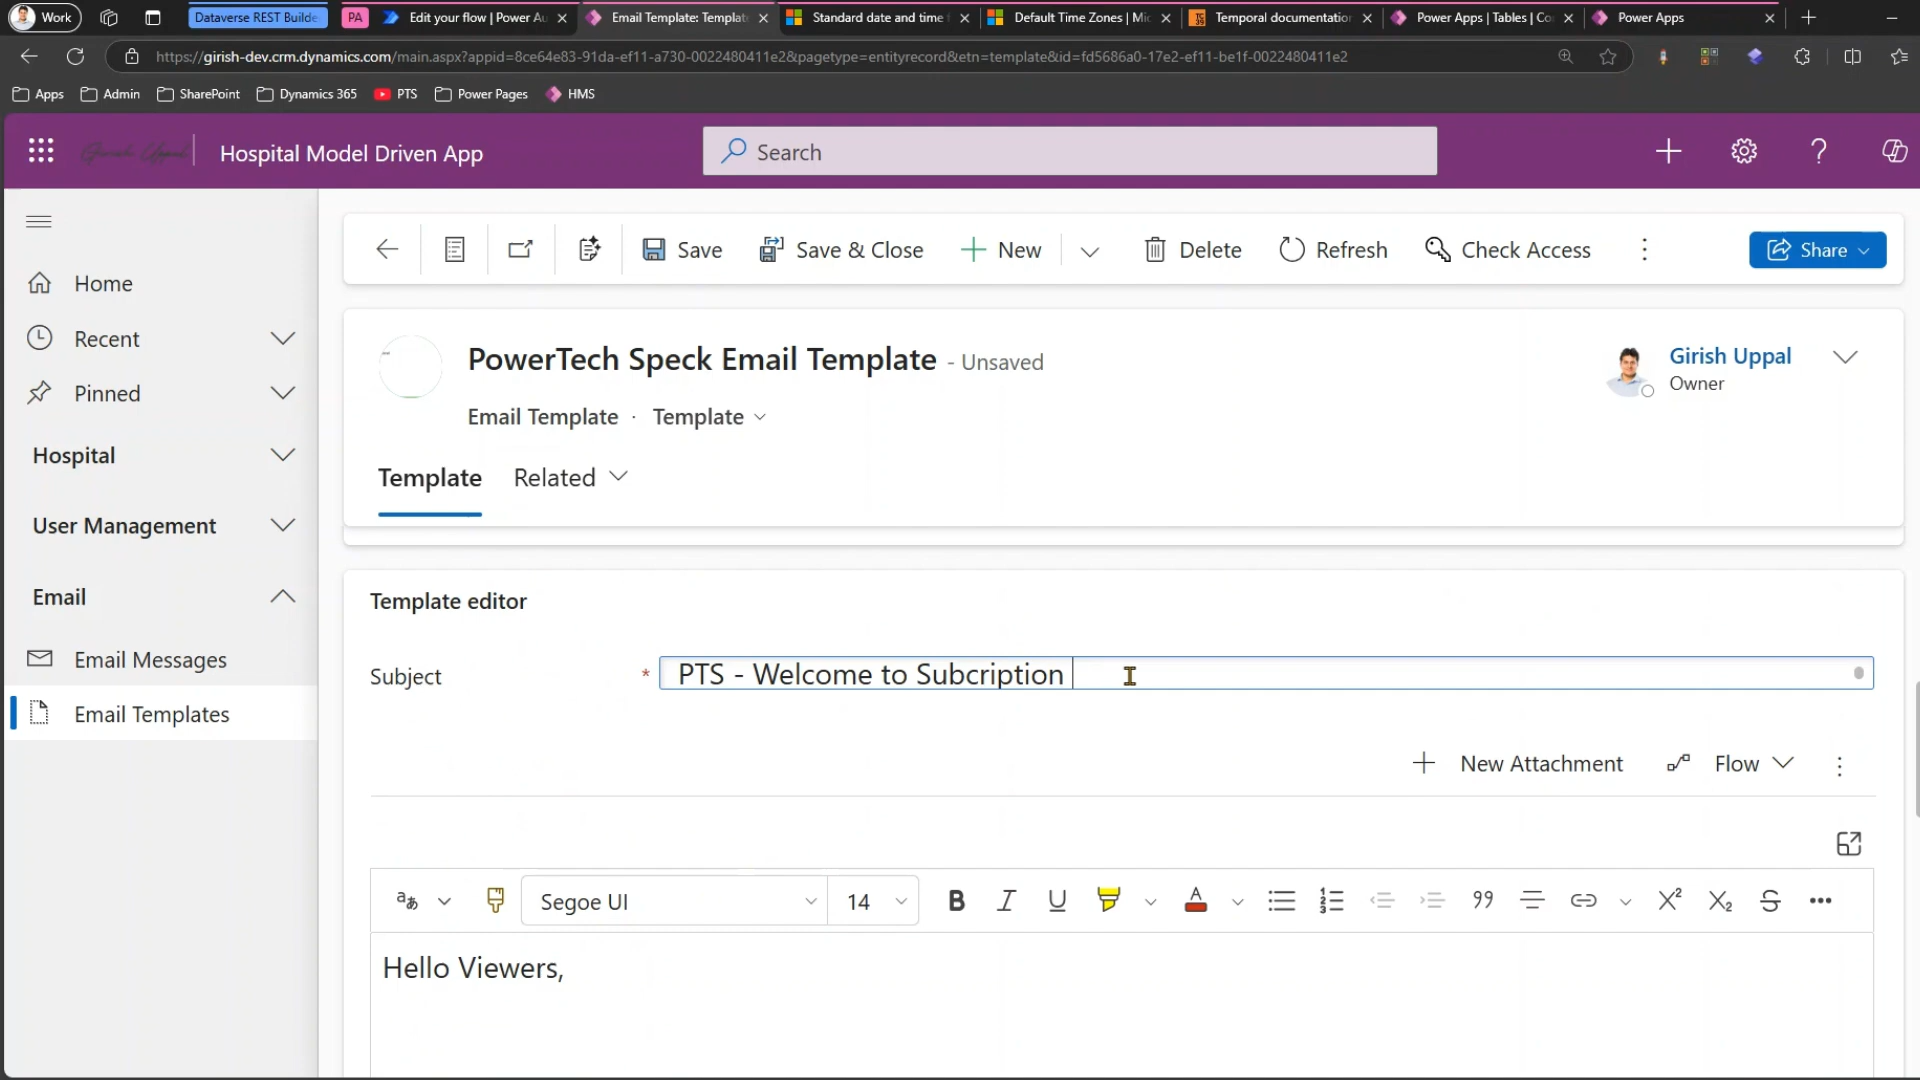 Work
Dataverse REST Builde
PA
Edit your flow | Power Au
Email Template: Templat
Standard date and time f
Default Time Zones | Mic
Temporal documentation
Power Apps | Tables | Co
Power Apps
https://girish-dev.crm.dynamics.com/main.aspx?appid=8ce64e83-91da-ef11-a730-0022480411e2&pagetype=entityrecord&etn=template&id=fd5686a0-17e2-ef11-be1f-0022480411e2
Apps
Admin
SharePoint
Dynamics 365
PTS
Power Pages
HMS
Girish Uppal
Hospital Model Driven App
Search
Save
Save & Close
New
Delete
Refresh
Check Access
Share
Home
Recent
Pinned
Hospital
User Management
Email
Email Messages
Email Templates
PowerTech Speck Email Template - Unsaved
Email Template · Template
Girish Uppal
Owner
Template
Related
Template editor
Subject
*
PTS - Welcome to Subcription
New Attachment
Flow
Segoe UI
14
Hello Viewers,